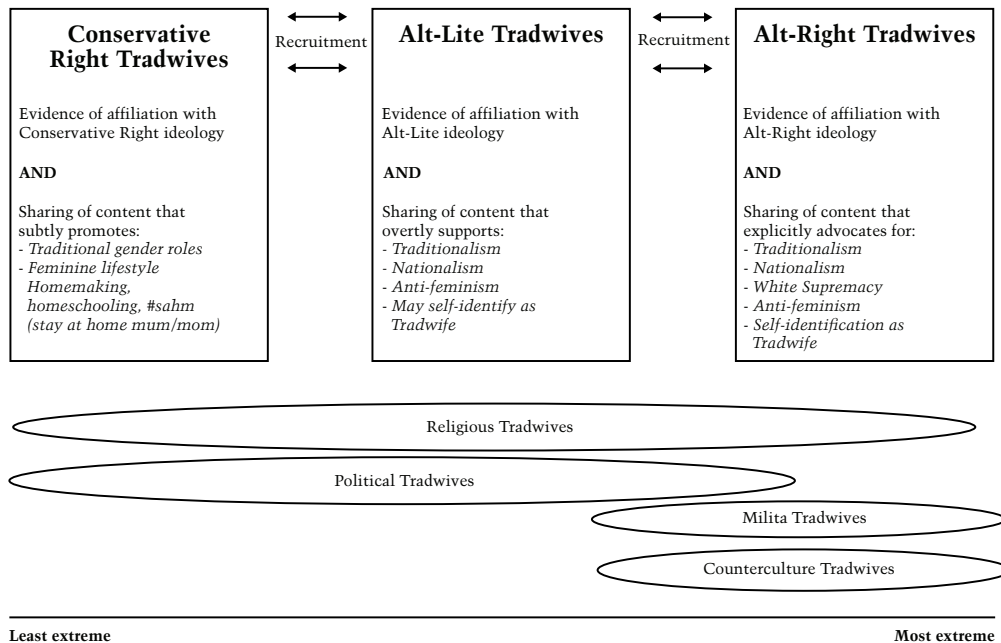 Conservative
Right Tradwives
Evidence of affiliation with
Conservative Right ideology
AND
Sharing of content that
subtly promotes:
- Traditional gender roles
- Feminine lifestyle
Homemaking,
homeschooling, #sahm
(stay at home mum/mom)
Recruitment
Alt-Lite Tradwives
Evidence of affiliation with
Alt-Lite ideology
AND
Sharing of content that
overtly supports:
- Traditionalism
- Nationalism
- Anti-feminism
- May self-identify as
Tradwife
Recruitment
Alt-Right Tradwives
Evidence of affiliation with
Alt-Right ideology
AND
Sharing of content that
explicitly advocates for:
- Traditionalism
- Nationalism
- White Supremacy
- Anti-feminism
- Self-identification as
Tradwife
Religious Tradwives
Political Tradwives
Milita Tradwives
Counterculture Tradwives
Least extreme
Most extreme